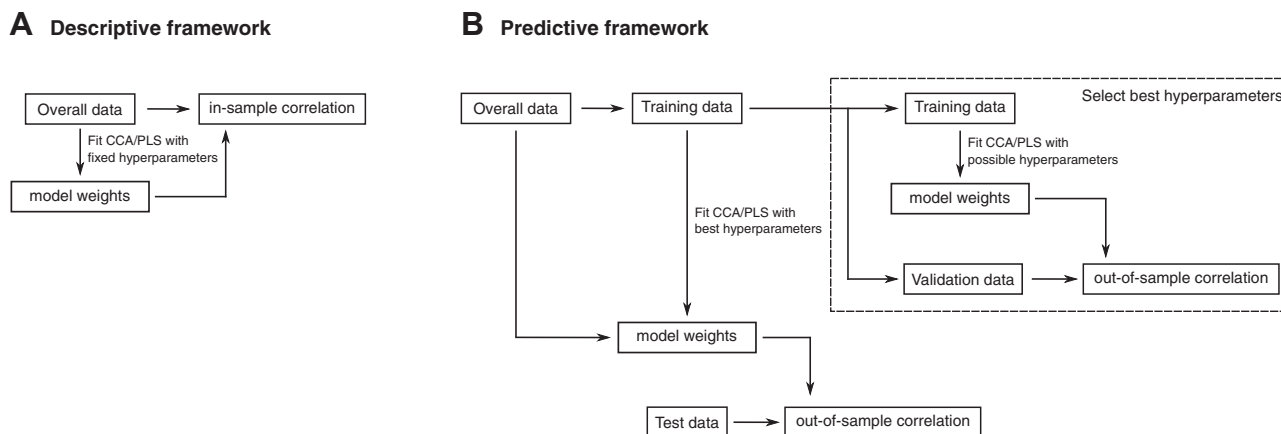 A Descriptive framework
Overall data
in-sample correlation
Fit CCA/PLS with
fixed hyperparameters
model weights
B Predictive framework
Overall data
Training data
Training data
Select best hyperparameters
Fit CCA/PLS with
possible hyperparameters
model weights
Fit CCA/PLS with
best hyperparameters
Validation data
out-of-sample correlation
model weights
Test data
out-of-sample correlation